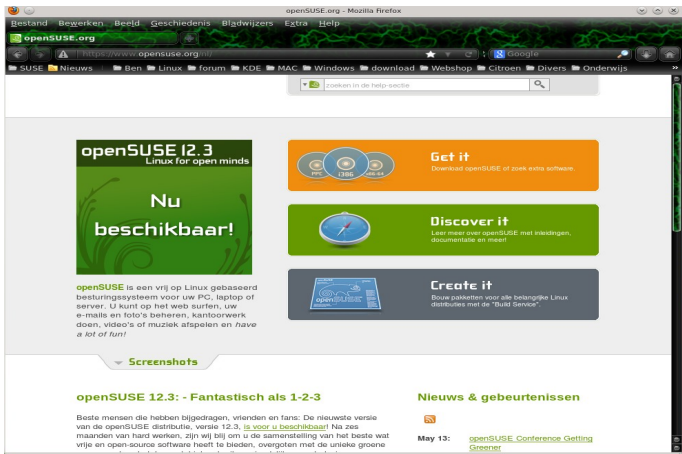 openSUSE.org - Mozilla Firefox
Bestand Bewerken Beeld Geschiedenis Bladwijzers Extra Help
openSUSE.org
https://www.opensuse.org/nl/ Google
SUSE Nieuws Ben Linux forum KDE MAC Windows download Webshop Citroen Divers Onderwijs »
zoeken in de help-sectie
openSUSE 12.3
Linux for open minds
Nu
beschikbaar!
PPC i386 x86-64
Get it
Download openSUSE of zoek extra software.
Discover it
Leer meer over openSUSE met inleidingen,
documentatie en meer!
openSUSE
Create it
Bouw pakketten voor alle belangrijke Linux
distributies met de "Build Service".
openSUSE is een vrij op Linux gebaseerd
besturingssysteem voor uw PC, laptop of
server. U kunt op het web surfen, uw
e-mails en foto's beheren, kantoorwerk
doen, video's of muziek afspelen en have
a lot of fun!
Screenshots
openSUSE 12.3: - Fantastisch als 1-2-3
Beste mensen die hebben bijgedragen, vrienden en fans: De nieuwste versie
van de openSUSE distributie, versie 12.3, is voor u beschikbaar! Na zes
maanden van hard werken, zijn wij blij om u de samenstelling van het beste wat
vrije en open-source software heeft te bieden, overgoten met de unieke groene
Nieuws & gebeurtenissen
May 13: openSUSE Conference Getting
Greener